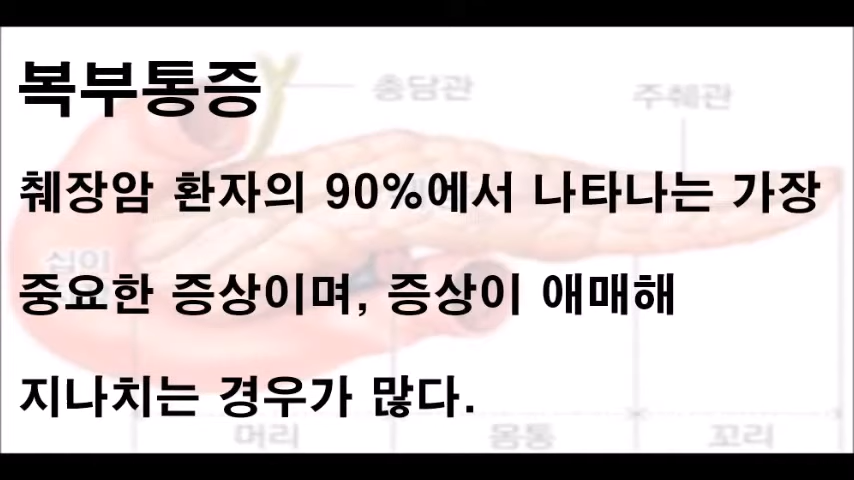 복부통증
총담관
주췌관
췌장암 환자의 90%에서 나타나는 가장
중요한 증상이며, 증상이 애매해
지나치는 경우가 많다.
머리
몸통
꼬리